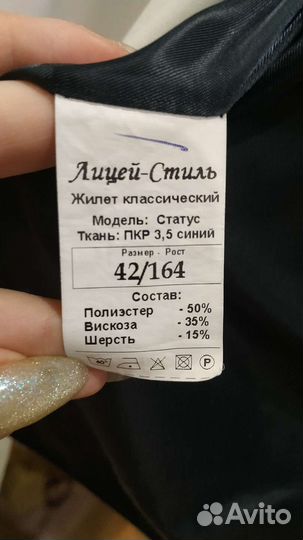 Лицей-Стиль
Жилет классический
Модель: Статус
Ткань: ПКР 3,5 синий
Размер - Рост
42/164
Состав:
Полиэстер - 50%
Вискоза - 35%
Шерсть - 15%
P
Avito